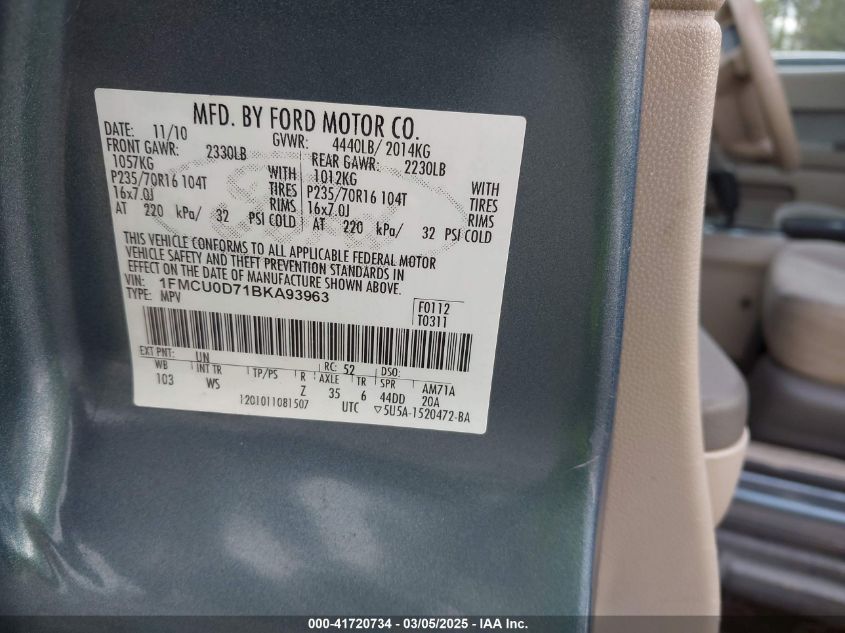 MFD. BY FORD MOTOR CO.
DATE: 11/10 GVWR: 4440LB/ 2014KG
FRONT GAWR: 2330LB REAR GAWR: 2230LB
1057KG WITH 1012KG WITH
P235/70R16 104T TIRES P235/70R16 104T TIRES
16x7.0J RIMS 16x7.0J RIMS
AT 220 kPa/ 32 PSI COLD AT 220 kPa/ 32 PSI COLD
THIS VEHICLE CONFORMS TO ALL APPLICABLE FEDERAL MOTOR
VEHICLE SAFETY AND THEFT PREVENTION STANDARDS IN
EFFECT ON THE DATE OF MANUFACTURE SHOWN ABOVE.
VIN: 1FMCU0D71BKA93963
TYPE: MPV
F0112
T0311
EXT PNT: UN RC: 52 DSO:
WB INT TR TP/PS R AXLE TR SPR AM71A
103 WS Z 35 6 44DD 20A
1201011081507 UTC ▽5U5A-1520472-BA
000-41720734 — 03/05/2025 — IAA Inc.